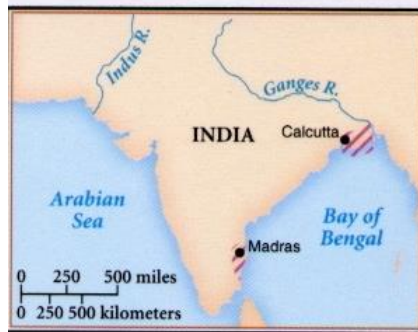 Indus R.
Ganges R.
INDIA
Calcutta
Arabian
Sea
Bay of
Bengal
Madras
0 250 500 miles
0 250 500 kilometers